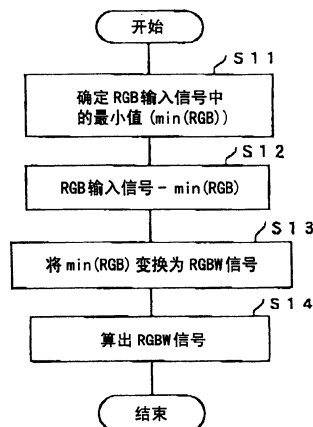 开始
S11
确定RGB输入信号中
的最小值(min(RGB))
S12
RGB输入信号-min(RGB)
S13
将min(RGB)变换为RGBW信号
S14
算出RGBW信号
结束